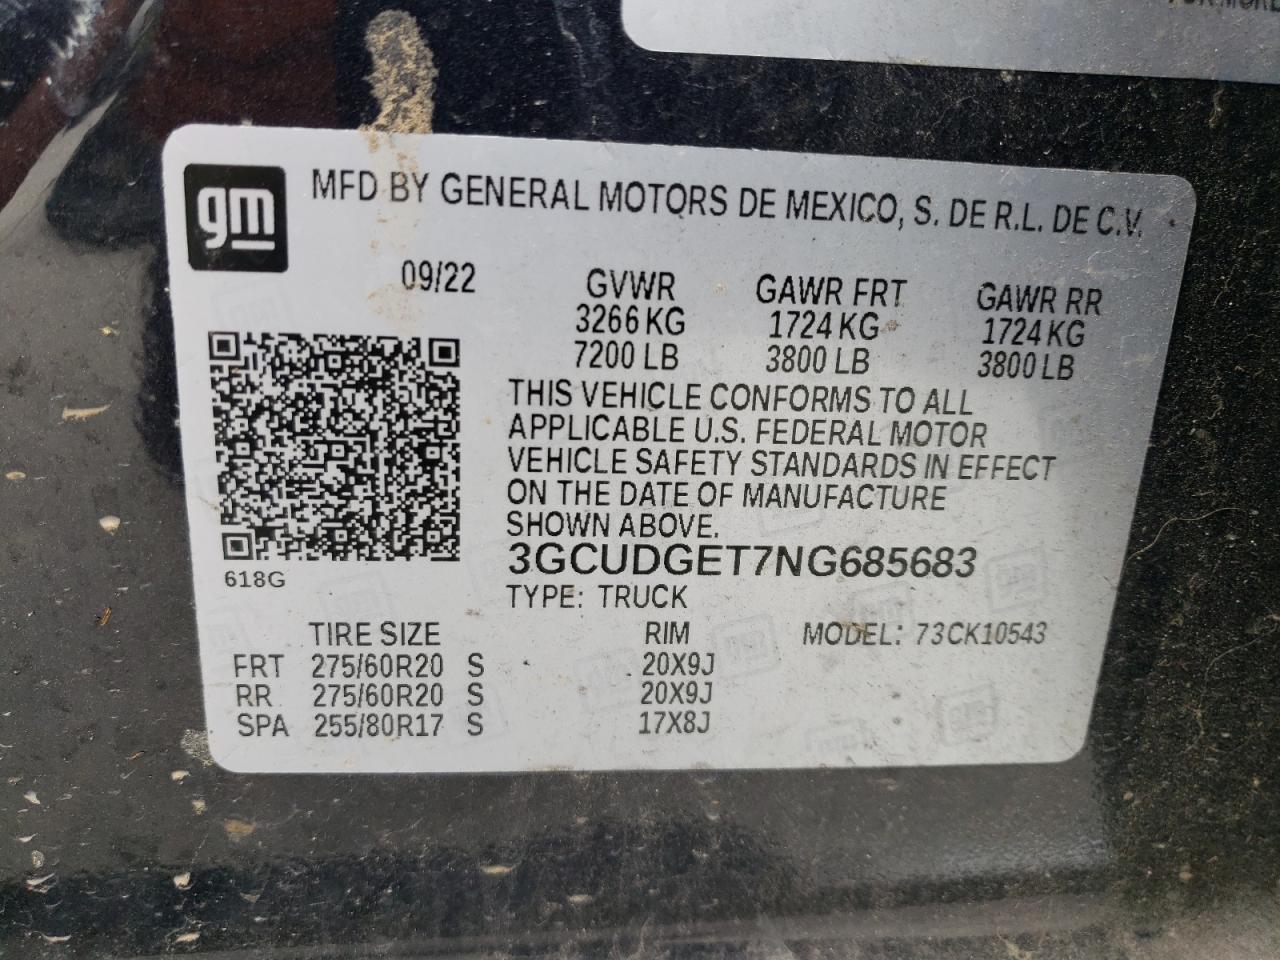 gm
MFD BY GENERAL MOTORS DE MEXICO, S. DE R.L. DE C.V.
09/22
GVWR GAWR FRT GAWR RR
3266 KG 1724 KG 1724 KG
7200 LB 3800 LB 3800 LB
THIS VEHICLE CONFORMS TO ALL
APPLICABLE U.S. FEDERAL MOTOR
VEHICLE SAFETY STANDARDS IN EFFECT
ON THE DATE OF MANUFACTURE
SHOWN ABOVE.
3GCUDGET7NG685683
618G
TYPE: TRUCK
TIRE SIZE RIM MODEL: 73CK10543
FRT 275/60R20 S 20X9J
RR 275/60R20 S 20X9J
SPA 255/80R17 S 17X8J